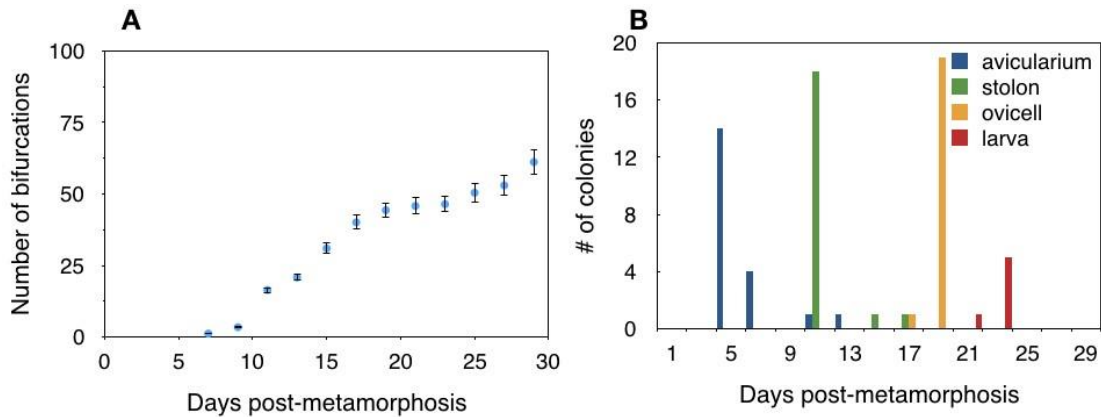 A
Number of bifurcations
100
75
50
25
0
0 5 10 15 20 25 30
Days post-metamorphosis
B
# of colonies
20
16
12
8
4
0
avicularium
stolon
ovicell
larva
1 5 9 13 17 21 25 29
Days post-metamorphosis